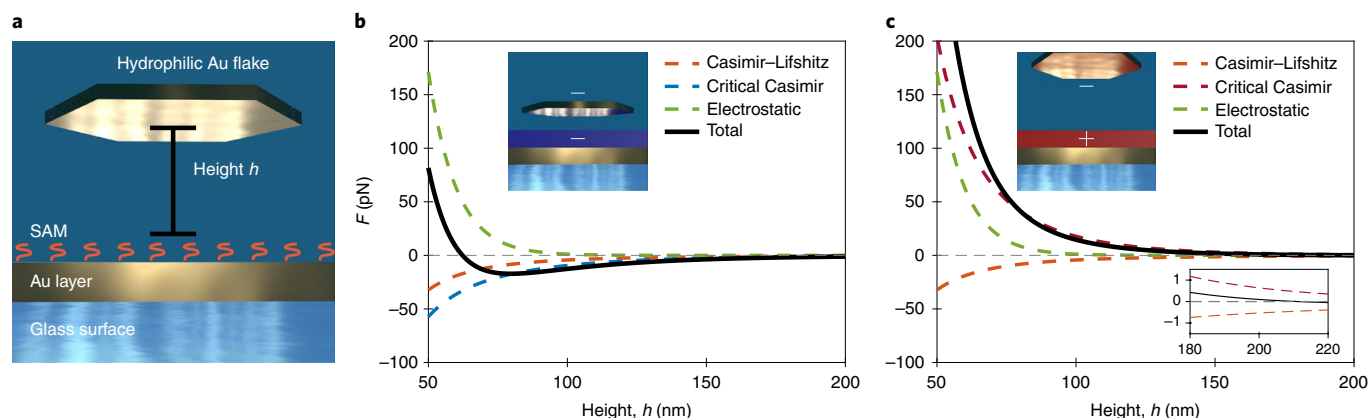 a
Hydrophilic Au flake
Height h
SAM
Au layer
Glass surface
b
200
150
100
50
0
−50
−100
50
100
150
200
F (pN)
Height, h (nm)
Casimir–Lifshitz
Critical Casimir
Electrostatic
Total
−
−
c
200
150
100
50
0
−50
−100
50
100
150
200
Height, h (nm)
Casimir–Lifshitz
Critical Casimir
Electrostatic
Total
−
+
1
0
−1
180
200
220